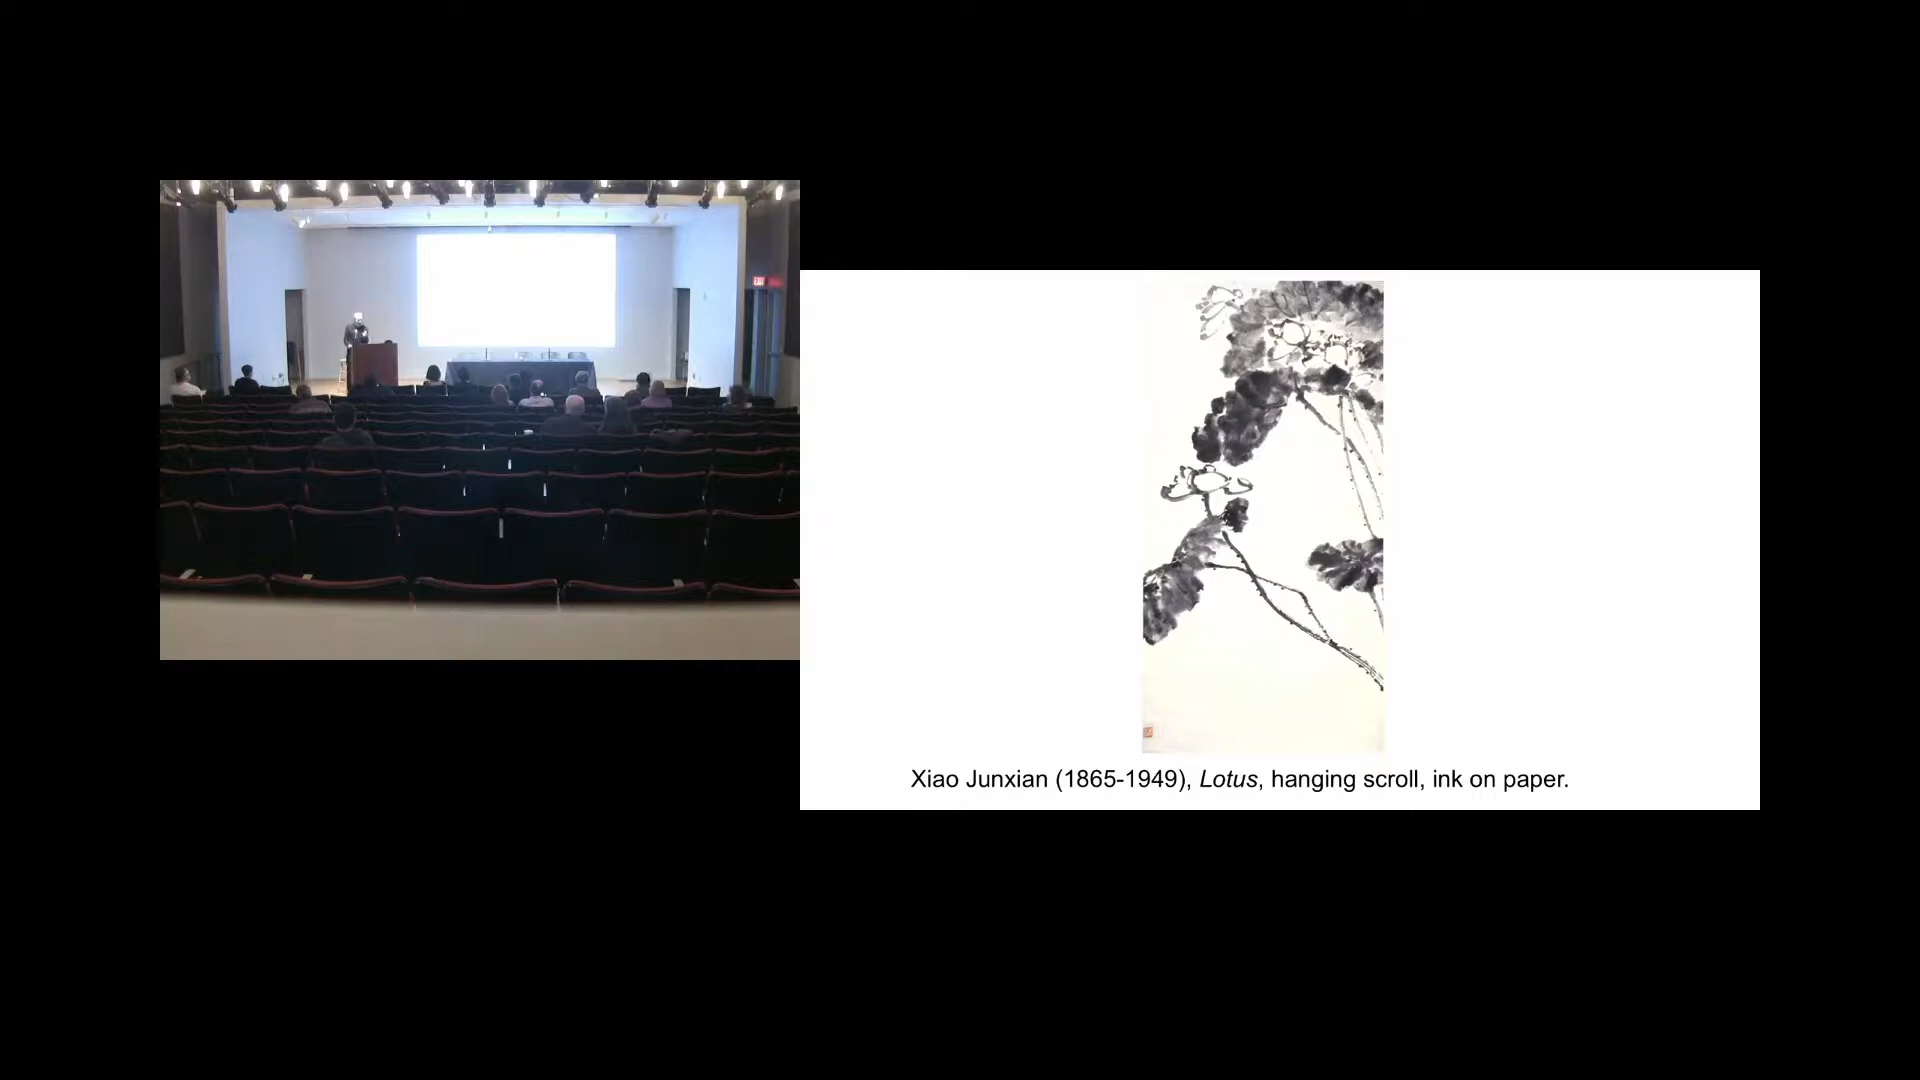 Xiao Junxian (1865-1949), Lotus, hanging scroll, ink on paper.